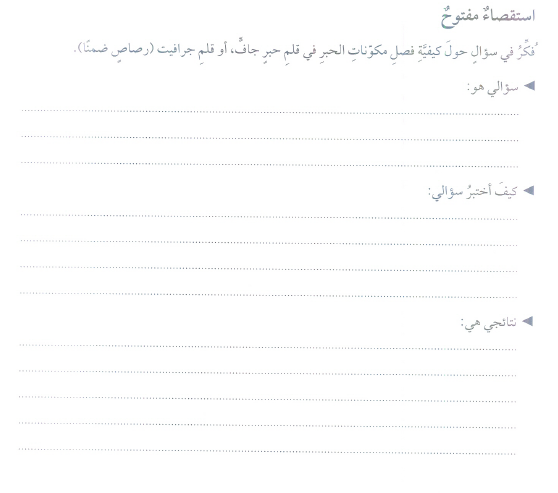 استقصاءٌ مفتوحٌ
أفكِّرُ في سؤالٍ حولَ كيفيَّةِ فصلِ مكوّناتِ الحبرِ في قلمِ حبرٍ جافٍّ، أو قلمِ جرافيت (رصاصٍ ضمنًا).
◀ سؤالي هو:
◀ كيفَ أختبرُ سؤالي:
◀ نتائجي هي: